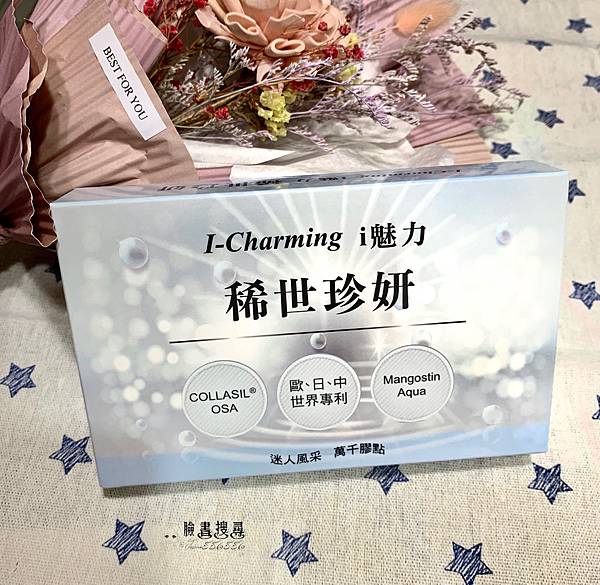 BEST FOR YOU
I-Charming i魅力
稀世珍妍
COLLASIL®
OSA
歐、日、中
世界專利
Mangostin
Aqua
迷人風采 萬千膠點
臉書搜尋